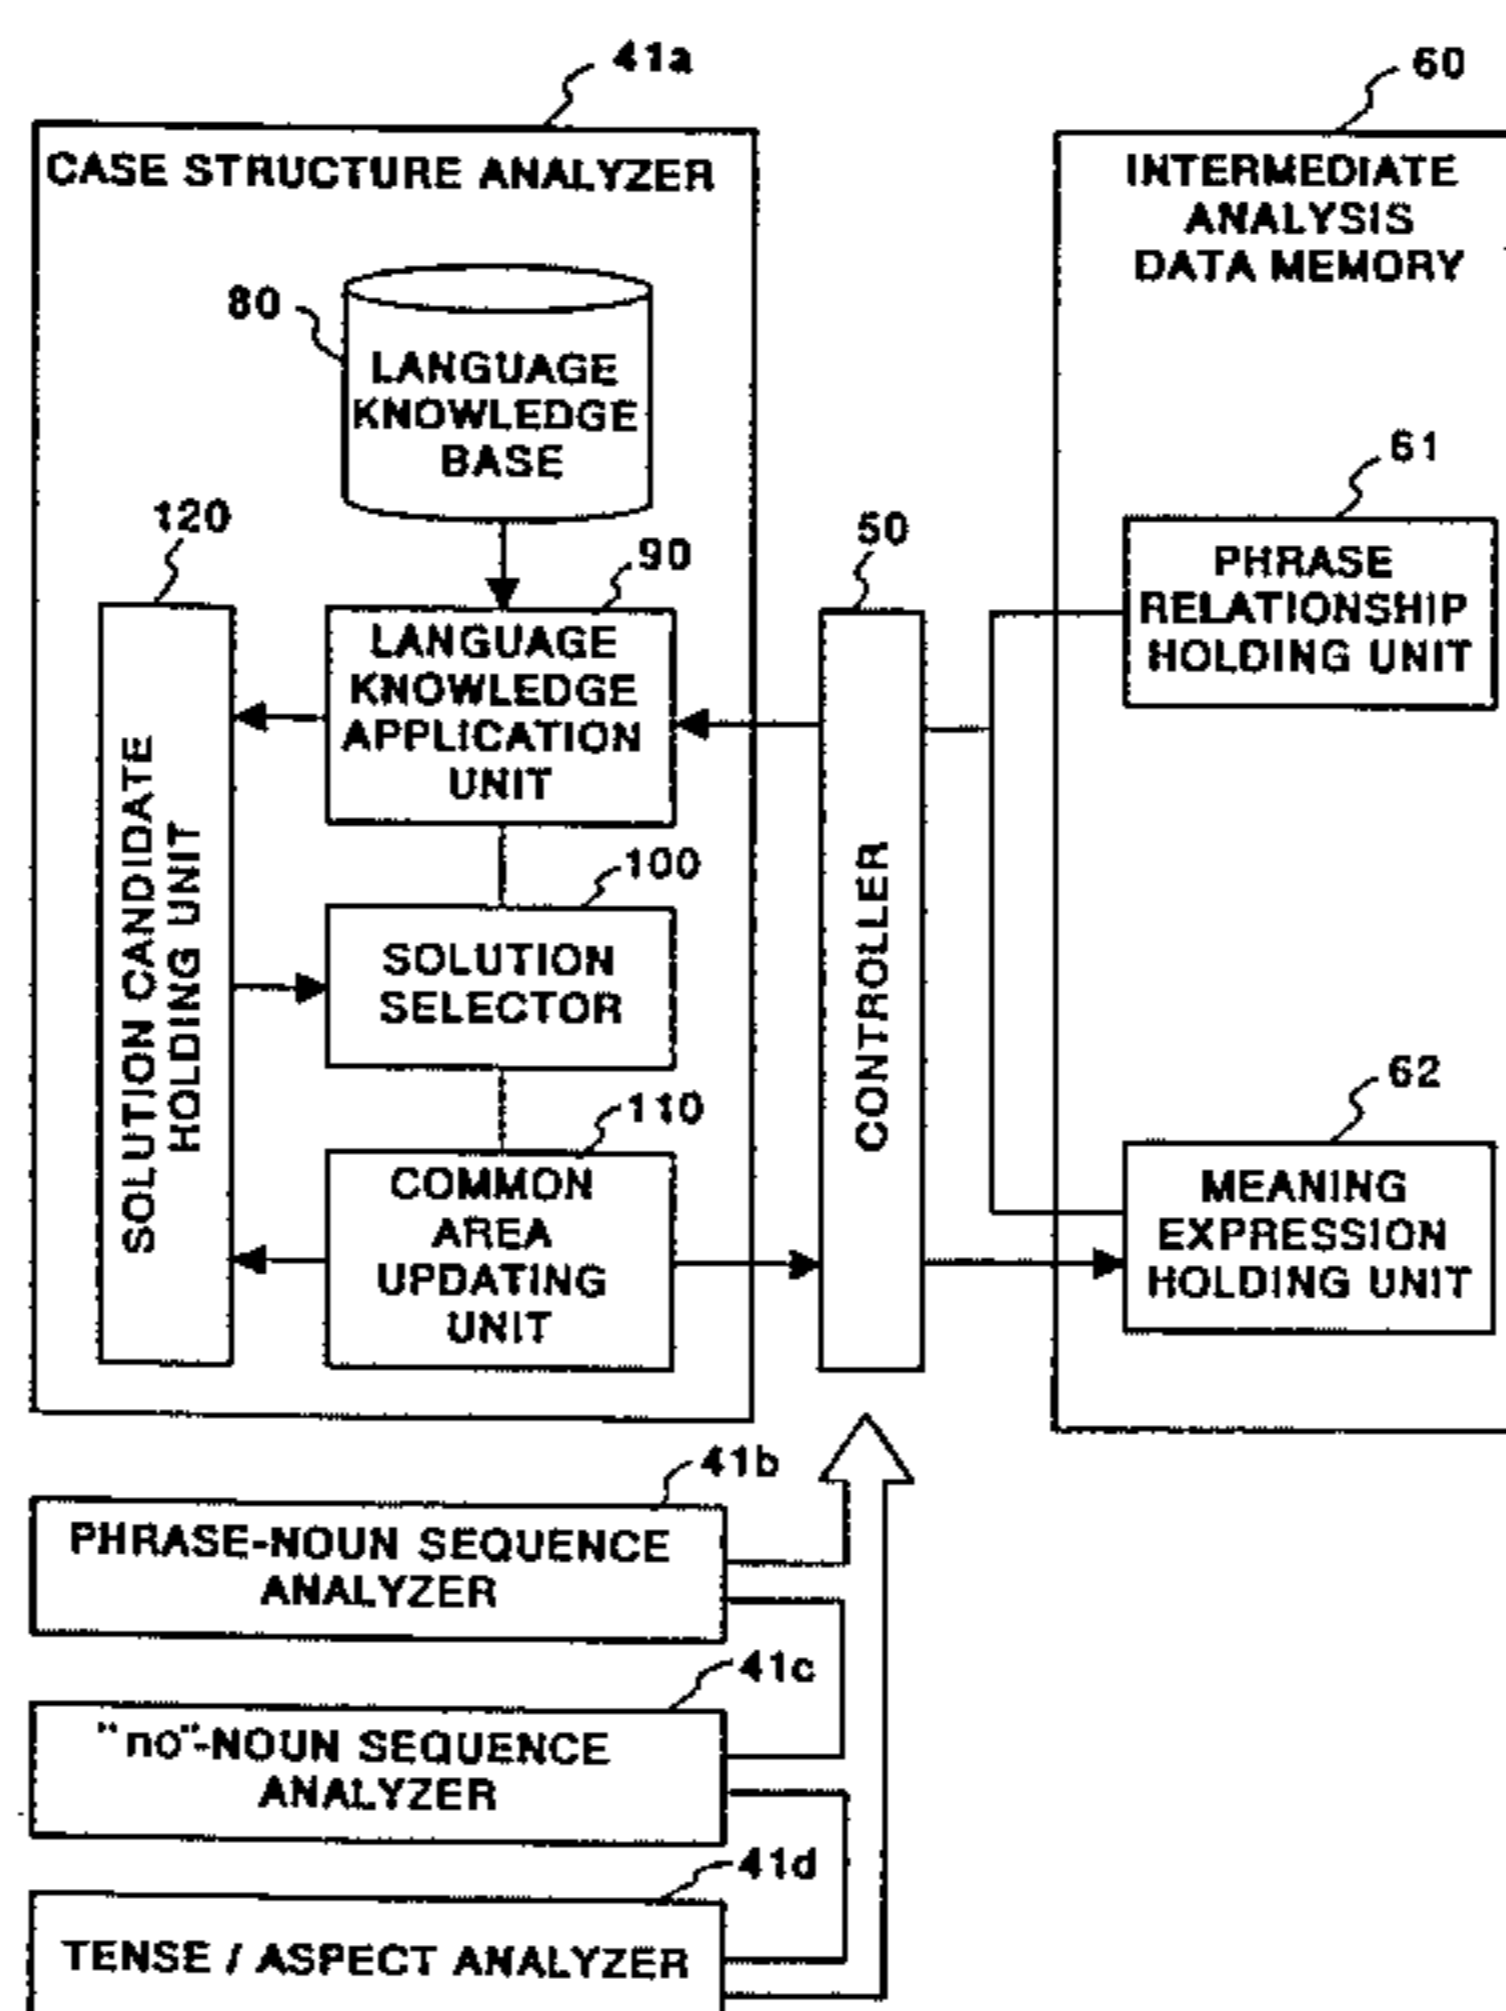 41a
60
CASE STRUCTURE ANALYZER
INTERMEDIATE
ANALYSIS
DATA MEMORY
80
LANGUAGE
KNOWLEDGE
BASE
61
120
50
90
PHRASE
RELATIONSHIP
HOLDING UNIT
LANGUAGE
KNOWLEDGE
APPLICATION
UNIT
SOLUTION CANDIDATE
HOLDING UNIT
CONTROLLER
100
SOLUTION
SELECTOR
62
110
COMMON
AREA
UPDATING
UNIT
MEANING
EXPRESSION
HOLDING UNIT
41b
PHRASE-NOUN SEQUENCE
ANALYZER
41c
"no"-NOUN SEQUENCE
ANALYZER
41d
TENSE / ASPECT ANALYZER